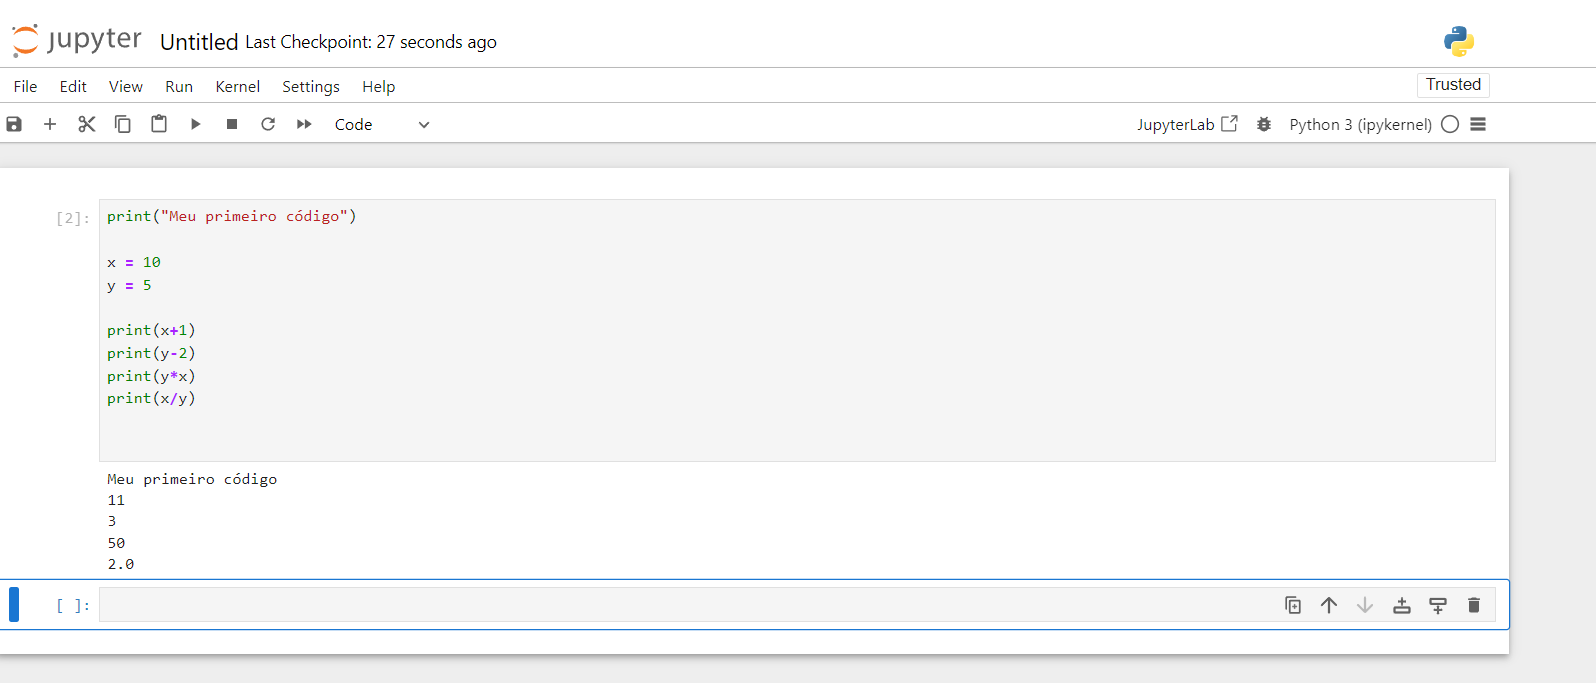 jupyter Untitled Last Checkpoint: 27 seconds ago
File Edit View Run Kernel Settings Help Trusted
Code JupyterLab Python 3 (ipykernel)
[2]: print("Meu primeiro código")
x = 10
y = 5
print(x+1)
print(y-2)
print(y*x)
print(x/y)
Meu primeiro código
11
3
50
2.0
[ ]: